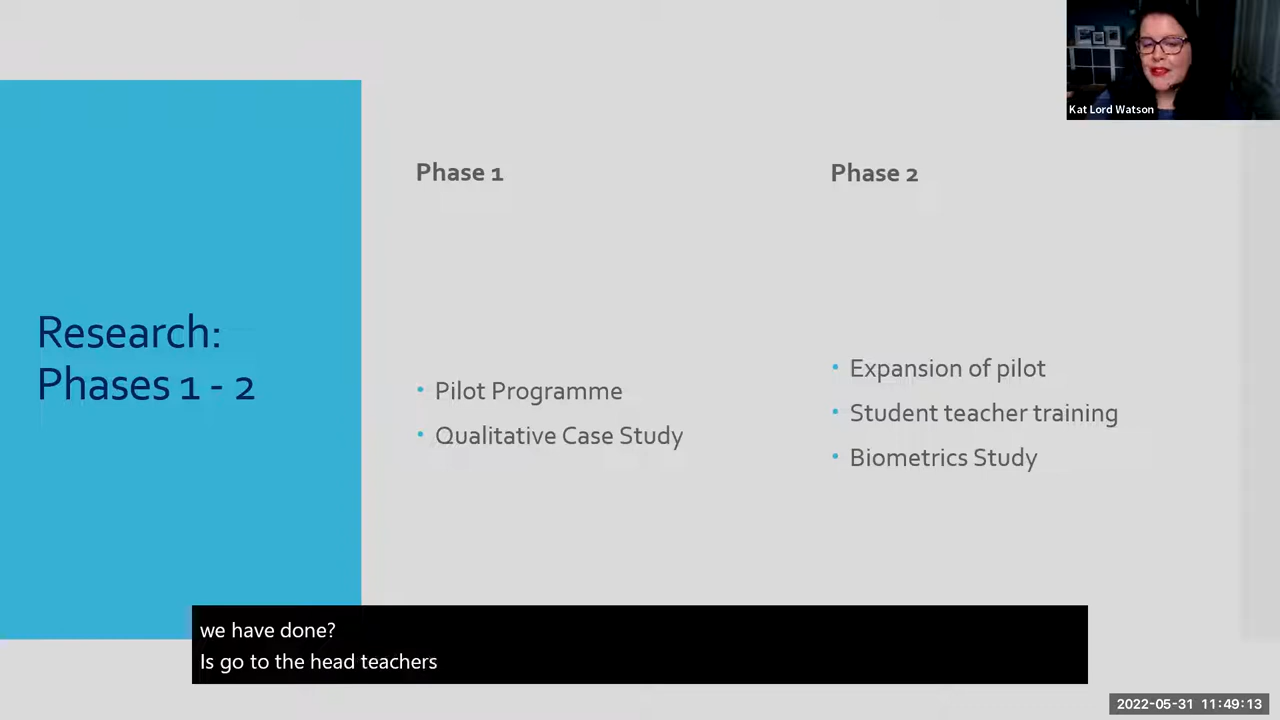 Kat Lord Watson
Research:
Phases 1 - 2
Phase 1
• Pilot Programme
• Qualitative Case Study
Phase 2
• Expansion of pilot
• Student teacher training
• Biometrics Study
we have done?
Is go to the head teachers
2022-05-31 11:49:13